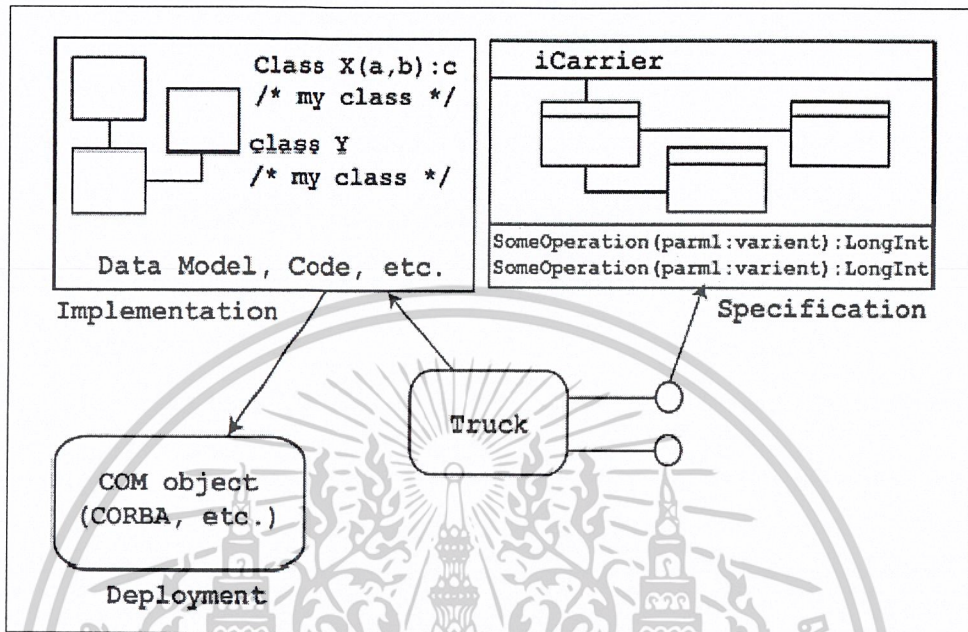 Class X(a,b):c
/* my class */
class Y
/* my class */
Data Model, Code, etc.
Implementation
iCarrier
SomeOperation(parml:varient):LongInt
SomeOperation(parml:varient):LongInt
Specification
Truck
COM object
(CORBA, etc.)
Deployment